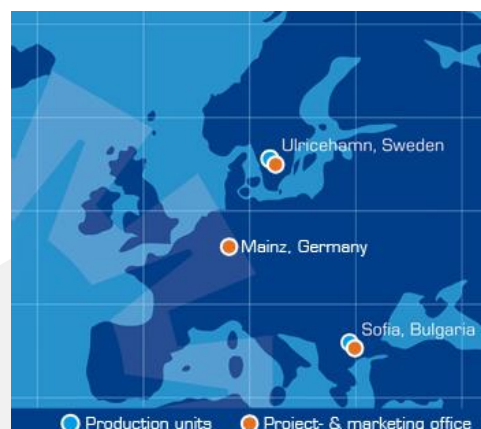 Ulricehamn, Sweden
Mainz, Germany
Sofia, Bulgaria
Production units
Project- & marketing office